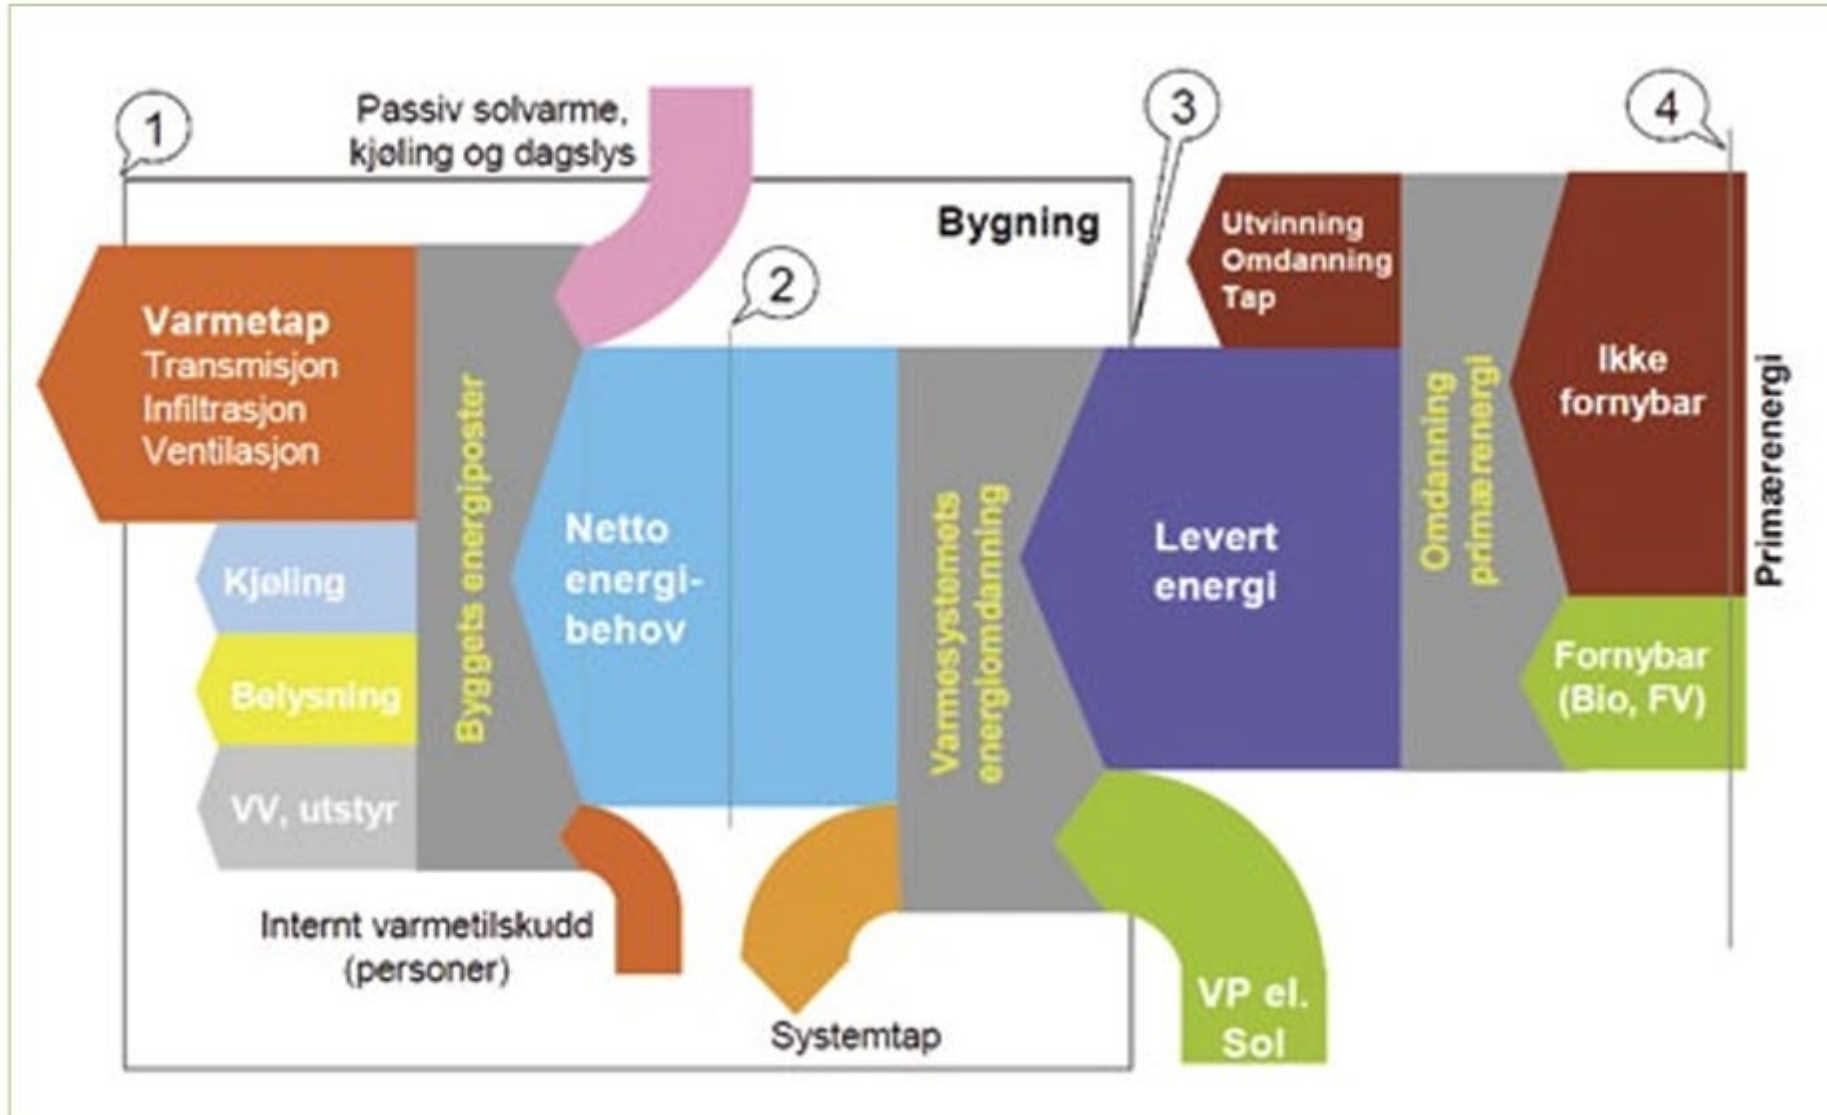 1
Passiv solvarme,
kjøling og dagslys
3
4
Bygning
2
Utvinning
Omdanning
Tap
Varmetap
Transmisjon
Infiltrasjon
Ventilasjon
Kjøling
Belysning
VV, utstyr
Byggets energiposter
Netto
energi-
behov
Varmesystemets
energiomdanning
Levert
energi
Omdanning
primærenergi
Ikke
fornybar
Fornybar
(Bio, FV)
Primærenergi
Internt varmetilskudd
(personer)
Systemtap
VP el.
Sol